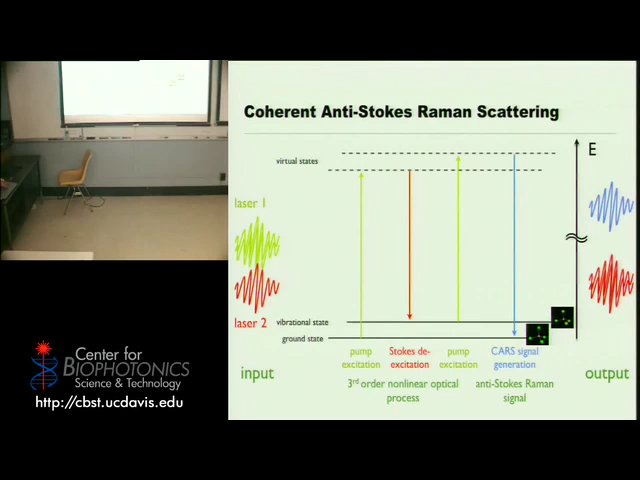 Coherent Anti-Stokes Raman Scattering
E
virtual states
laser 1
laser 2
vibrational state
ground state
pump excitation
Stokes de-excitation
pump excitation
CARS signal generation
input
3rd order nonlinear optical process
anti-Stokes Raman signal
output
Center for
BIOPHOTONICS
Science & Technology
http://cbst.ucdavis.edu